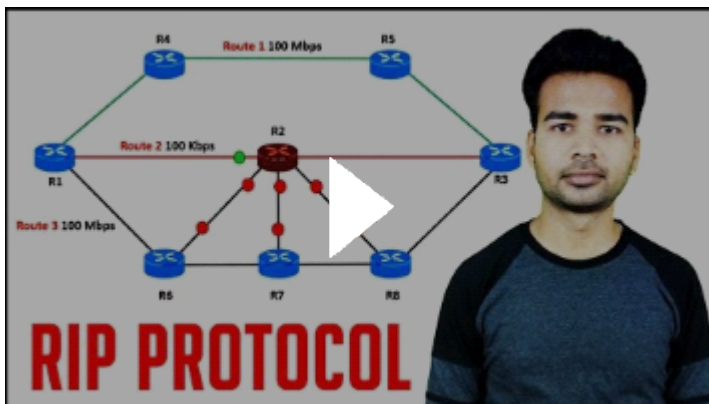 R4
R5
Route 1 100 Mbps
R2
Route 2 100 Kbps
R1
R3
Route 3 100 Mbps
R6
R7
R8
RIP PROTOCOL